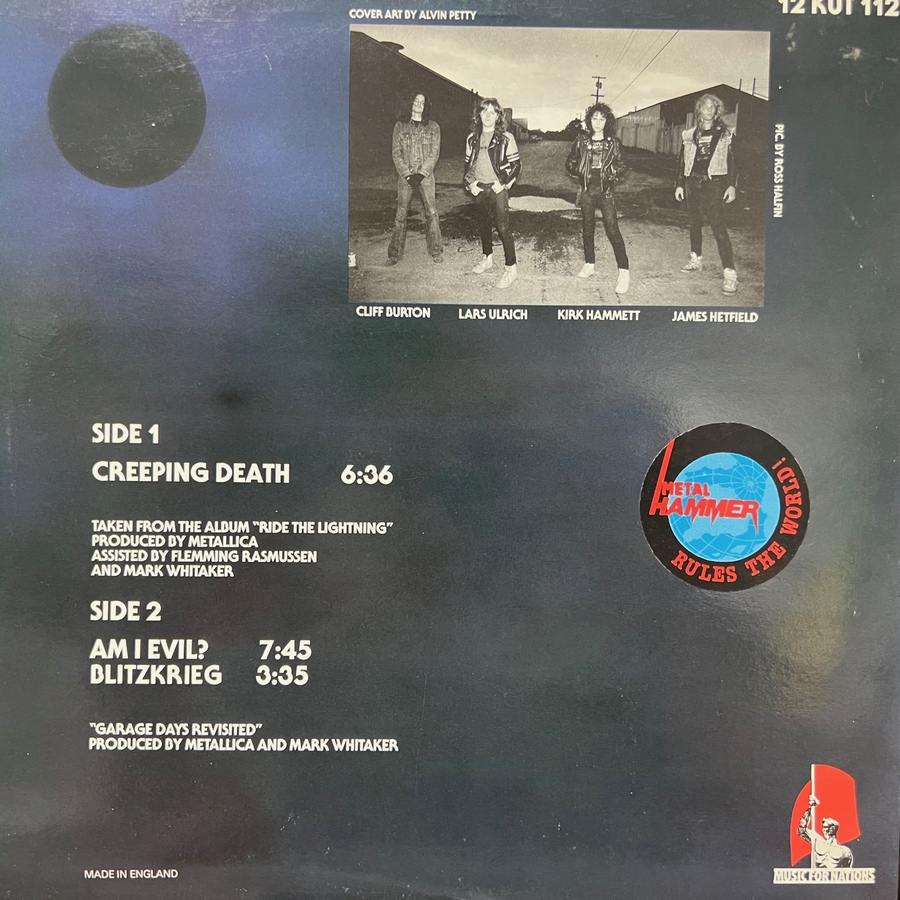 COVER ART BY ALVIN PETTY
12 KUT 112
PIC. BY ROSS HALFIN
CLIFF BURTON LARS ULRICH KIRK HAMMETT JAMES HETFIELD
SIDE 1
CREEPING DEATH 6:36
TAKEN FROM THE ALBUM “RIDE THE LIGHTNING”
PRODUCED BY METALLICA
ASSISTED BY FLEMMING RASMUSSEN
AND MARK WHITAKER
METAL
HAMMER
RULES THE WORLD!
SIDE 2
AM I EVIL? 7:45
BLITZKRIEG 3:35
“GARAGE DAYS REVISITED”
PRODUCED BY METALLICA AND MARK WHITAKER
MADE IN ENGLAND
MUSIC FOR NATIONS